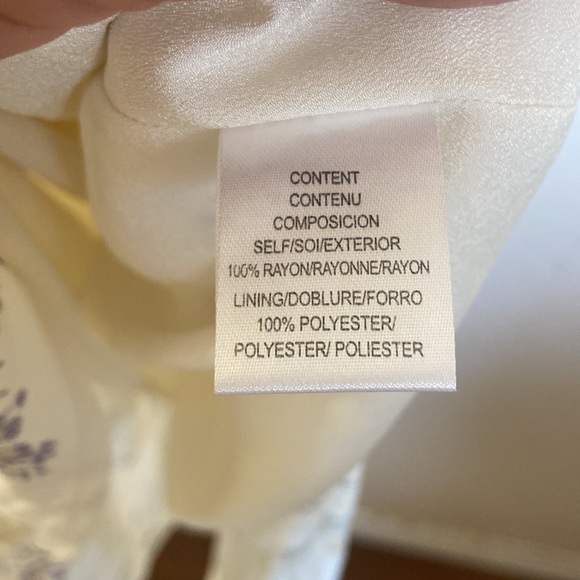 CONTENT
CONTENU
COMPOSICION
SELF/SOI/EXTERIOR
100% RAYON/RAYONNE/RAYON
LINING/DOBLURE/FORRO
100% POLYESTER/
POLYESTER/ POLIESTER